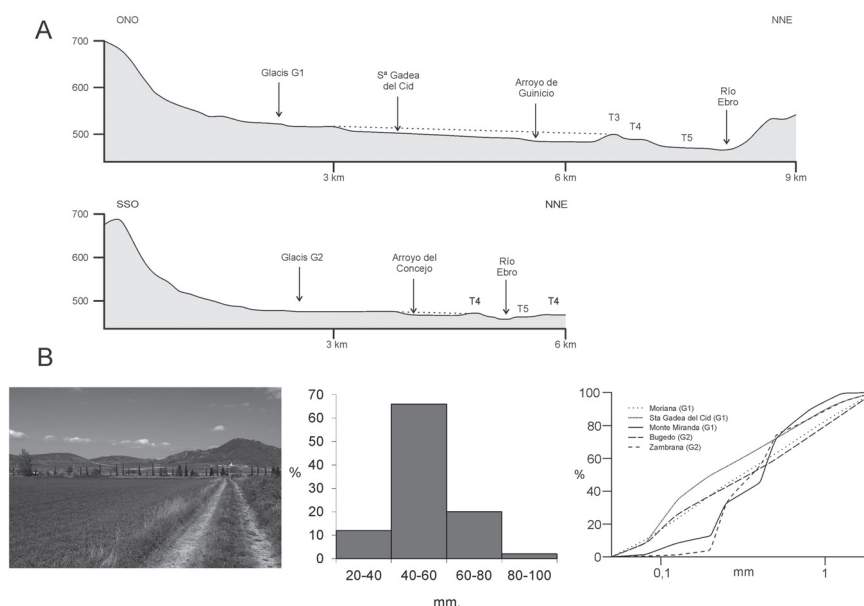 A
ONO
NNE
700
600
500
Glacis G1
Sª Gadea
del Cid
Arroyo de
Guinicio
T3
T4
T5
Río
Ebro
3 km
6 km
9 km
SSO
NNE
700
600
500
Glacis G2
Arroyo del
Concejo
T4
Río
Ebro
T5
T4
3 km
6 km
B
70
60
50
40
30
20
10
0
%
20-40
40-60
60-80
80-100
mm.
100
80
60
40
20
0
%
Moriana (G1)
Sta Gadea del Cid (G1)
Monte Miranda (G1)
Bugedo (G2)
Zambrana (G2)
0,1
mm
1